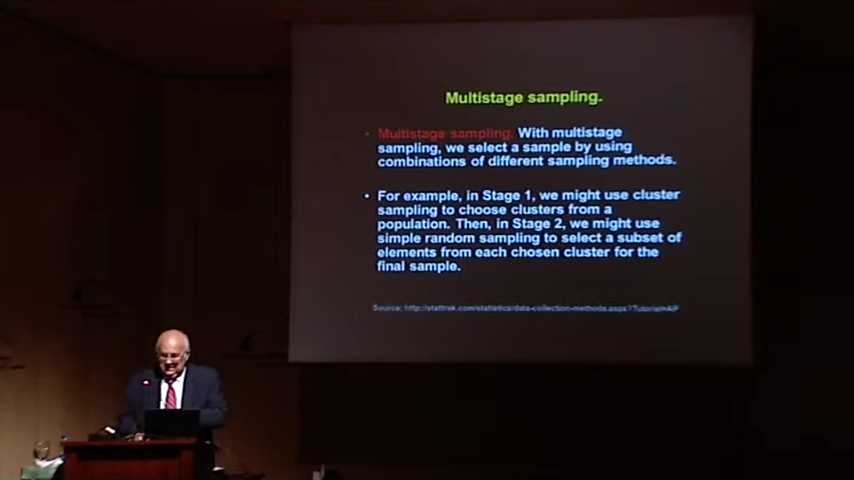 Multistage sampling.
• Multistage sampling. With multistage
sampling, we select a sample by using
combinations of different sampling methods.
• For example, in Stage 1, we might use cluster
sampling to choose clusters from a
population. Then, in Stage 2, we might use
simple random sampling to select a subset of
elements from each chosen cluster for the
final sample.
Source: http://stattrek.com/statistics/data-collection-methods.aspx?Tutorial=AP